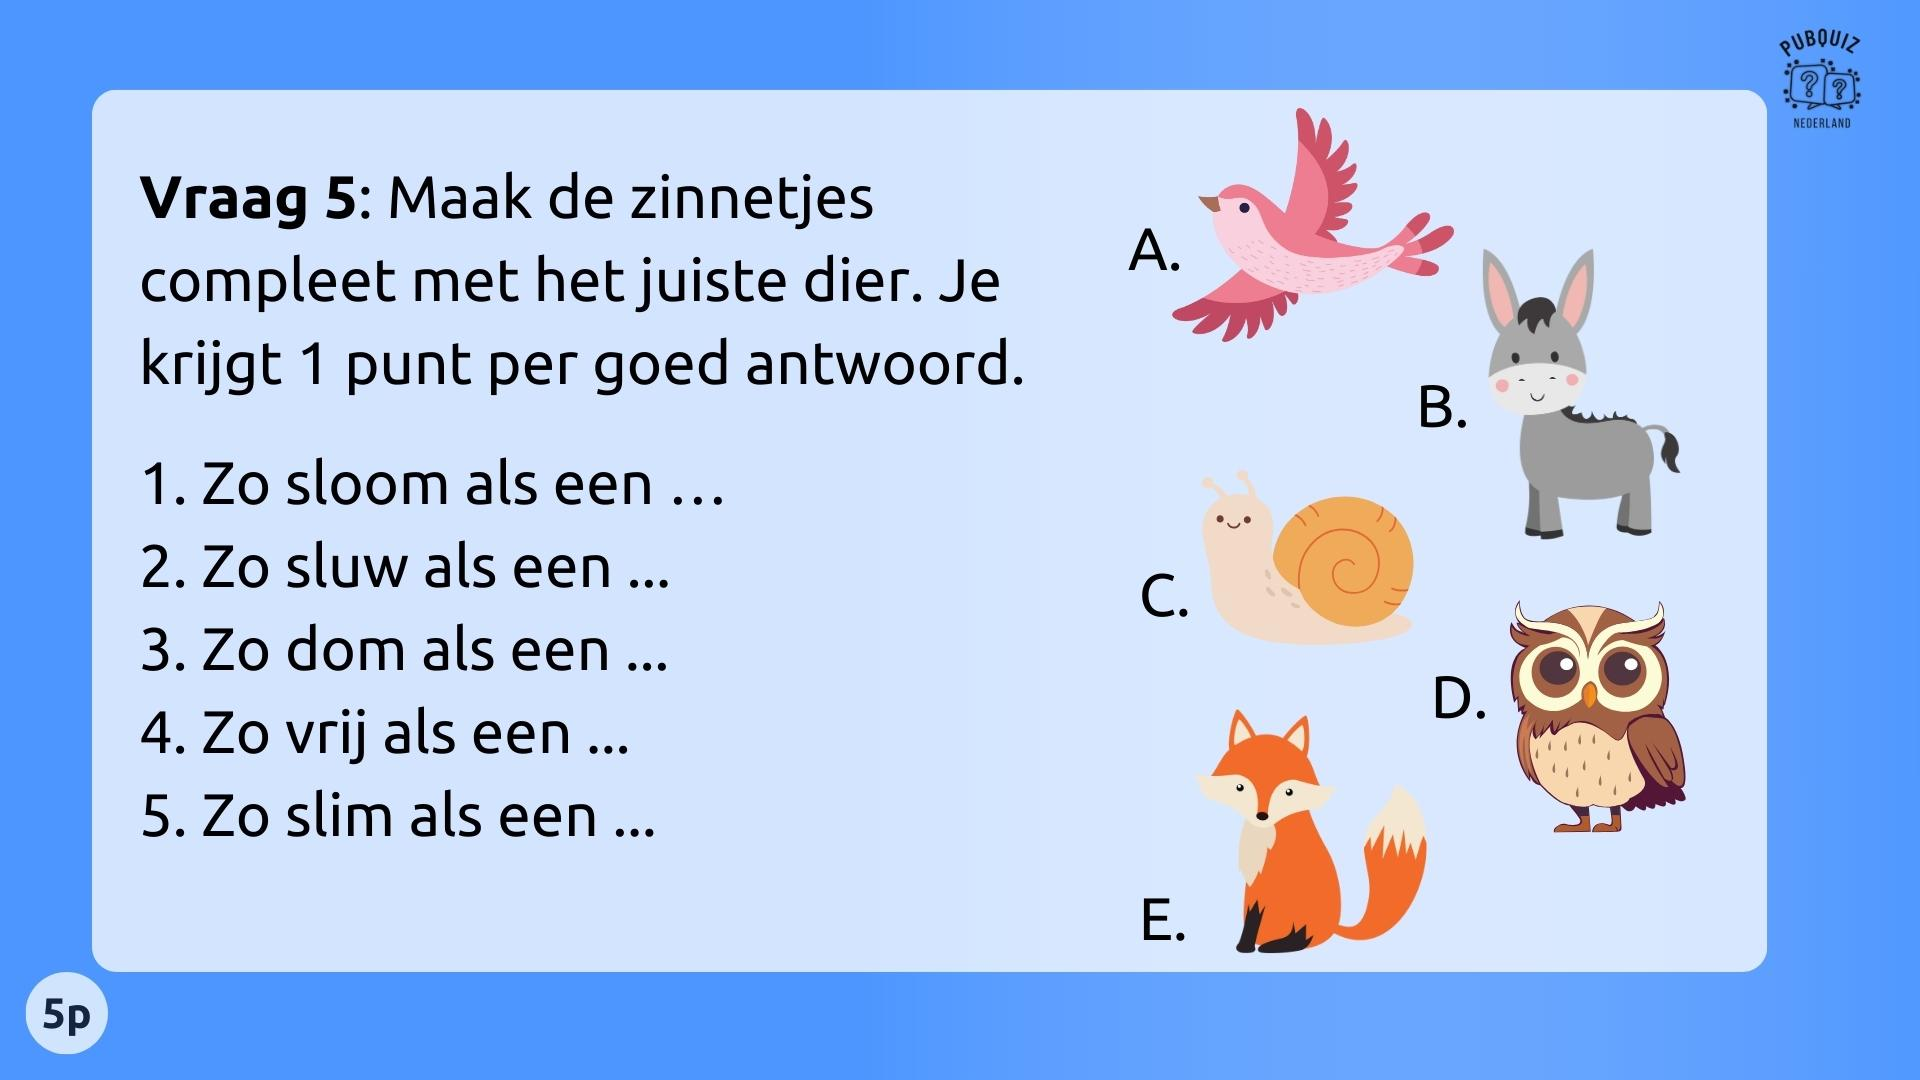 PUBQUIZ
? ?
NEDERLAND
Vraag 5: Maak de zinnetjes
compleet met het juiste dier. Je
krijgt 1 punt per goed antwoord.
1. Zo sloom als een …
2. Zo sluw als een ...
3. Zo dom als een ...
4. Zo vrij als een ...
5. Zo slim als een ...
A.
B.
C.
D.
E.
5p